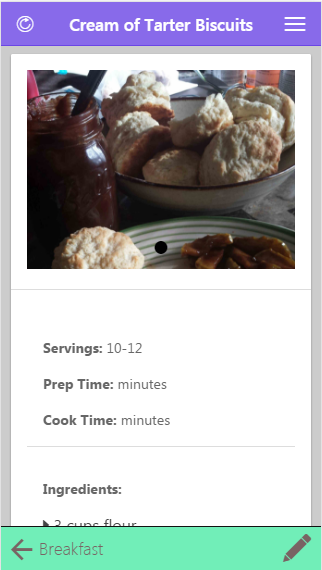 Cream of Tarter Biscuits
Servings: 10-12
Prep Time: minutes
Cook Time: minutes
Ingredients:
3 cups flour
Breakfast